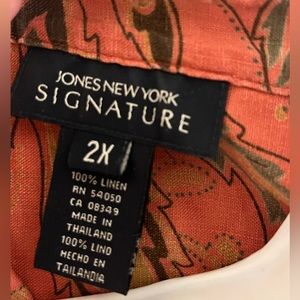 JONES NEW YORK
SIGNATURE
2X
100% LINEN
RN 54050
CA 08349
MADE IN
THAILAND
100% LINO
HECHO EN
TAILANDIA